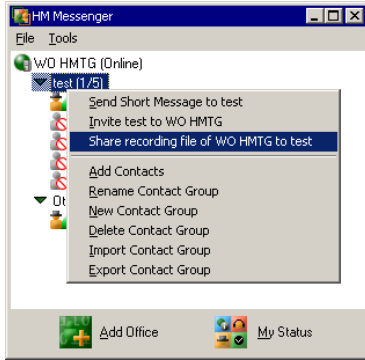 HM Messenger
File Tools
WO HMTG (Online)
test (1/5)
Send Short Message to test
Invite test to WO HMTG
Share recording file of WO HMTG to test
Add Contacts
Rename Contact Group
New Contact Group
Delete Contact Group
Import Contact Group
Export Contact Group
Add Office My Status